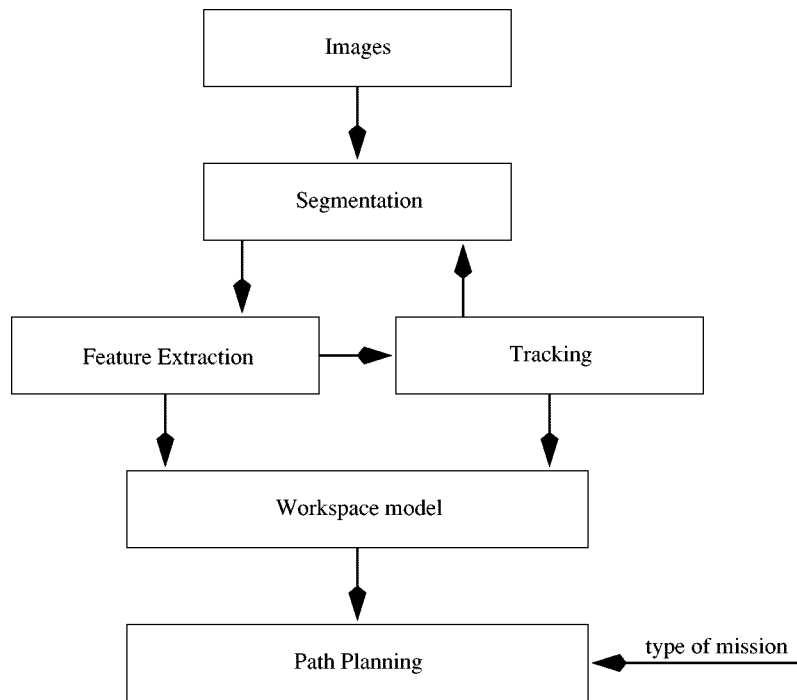 Images
Segmentation
Feature Extraction
Tracking
Workspace model
type of mission
Path Planning